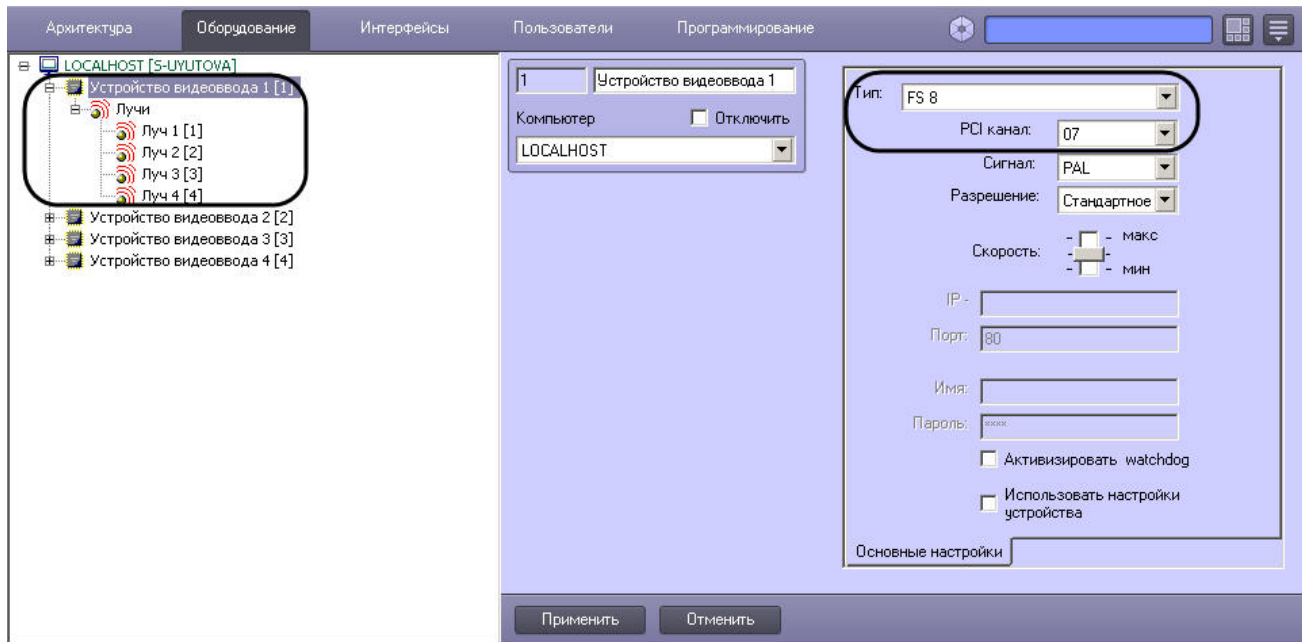 Архитектура Оборудование Интерфейсы Пользователи Программирование
LOCALHOST [S-UYUTOVA]
Устройство видеоввода 1 [1]
Лучи
Луч 1 [1]
Луч 2 [2]
Луч 3 [3]
Луч 4 [4]
Устройство видеоввода 2 [2]
Устройство видеоввода 3 [3]
Устройство видеоввода 4 [4]
1 Устройство видеоввода 1
Компьютер Отключить
LOCALHOST
Тип: FS 8
PCI канал: 07
Сигнал: PAL
Разрешение: Стандартное
Скорость: - - макс
- -
- - мин
IP -
Порт: 80
Имя:
Пароль: ****
Активизировать watchdog
Использовать настройки
устройства
Основные настройки
Применить Отменить